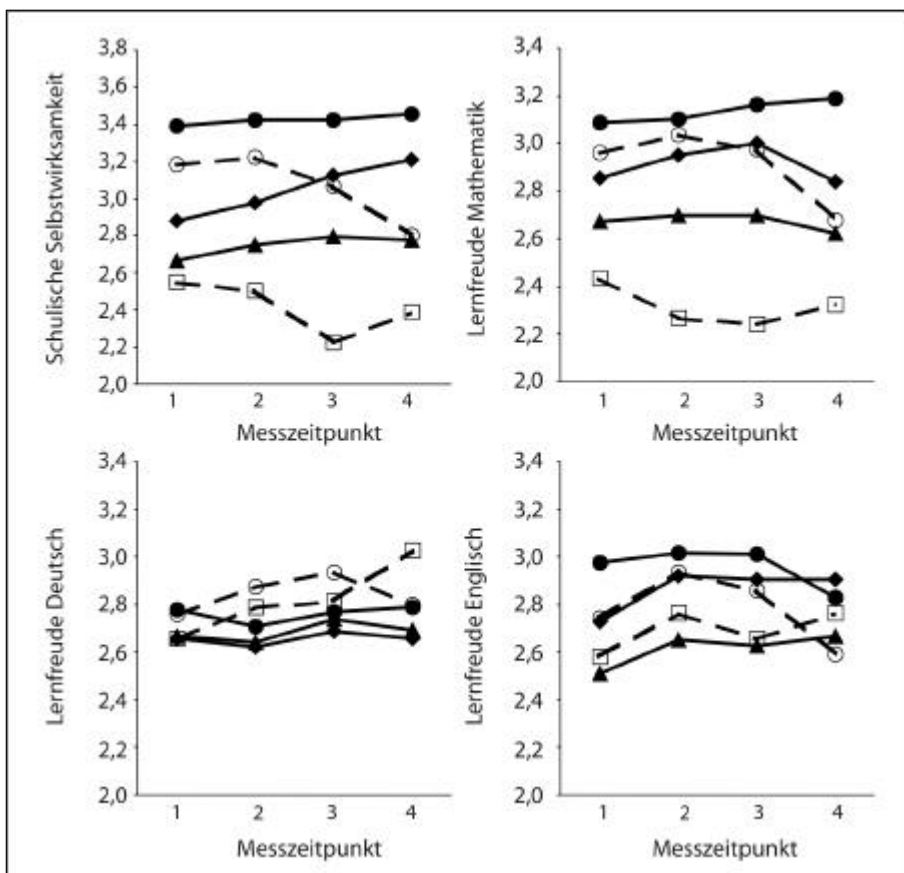 Schulische Selbstwirksamkeit
3,8
3,6
3,4
3,2
3,0
2,8
2,6
2,4
2,2
2,0
1 2 3 4
Messzeitpunkt
Lernfreude Mathematik
3,4
3,2
3,0
2,8
2,6
2,4
2,2
2,0
1 2 3 4
Messzeitpunkt
Lernfreude Deutsch
3,4
3,2
3,0
2,8
2,6
2,4
2,2
2,0
1 2 3 4
Messzeitpunkt
Lernfreude Englisch
3,4
3,2
3,0
2,8
2,6
2,4
2,2
2,0
1 2 3 4
Messzeitpunkt